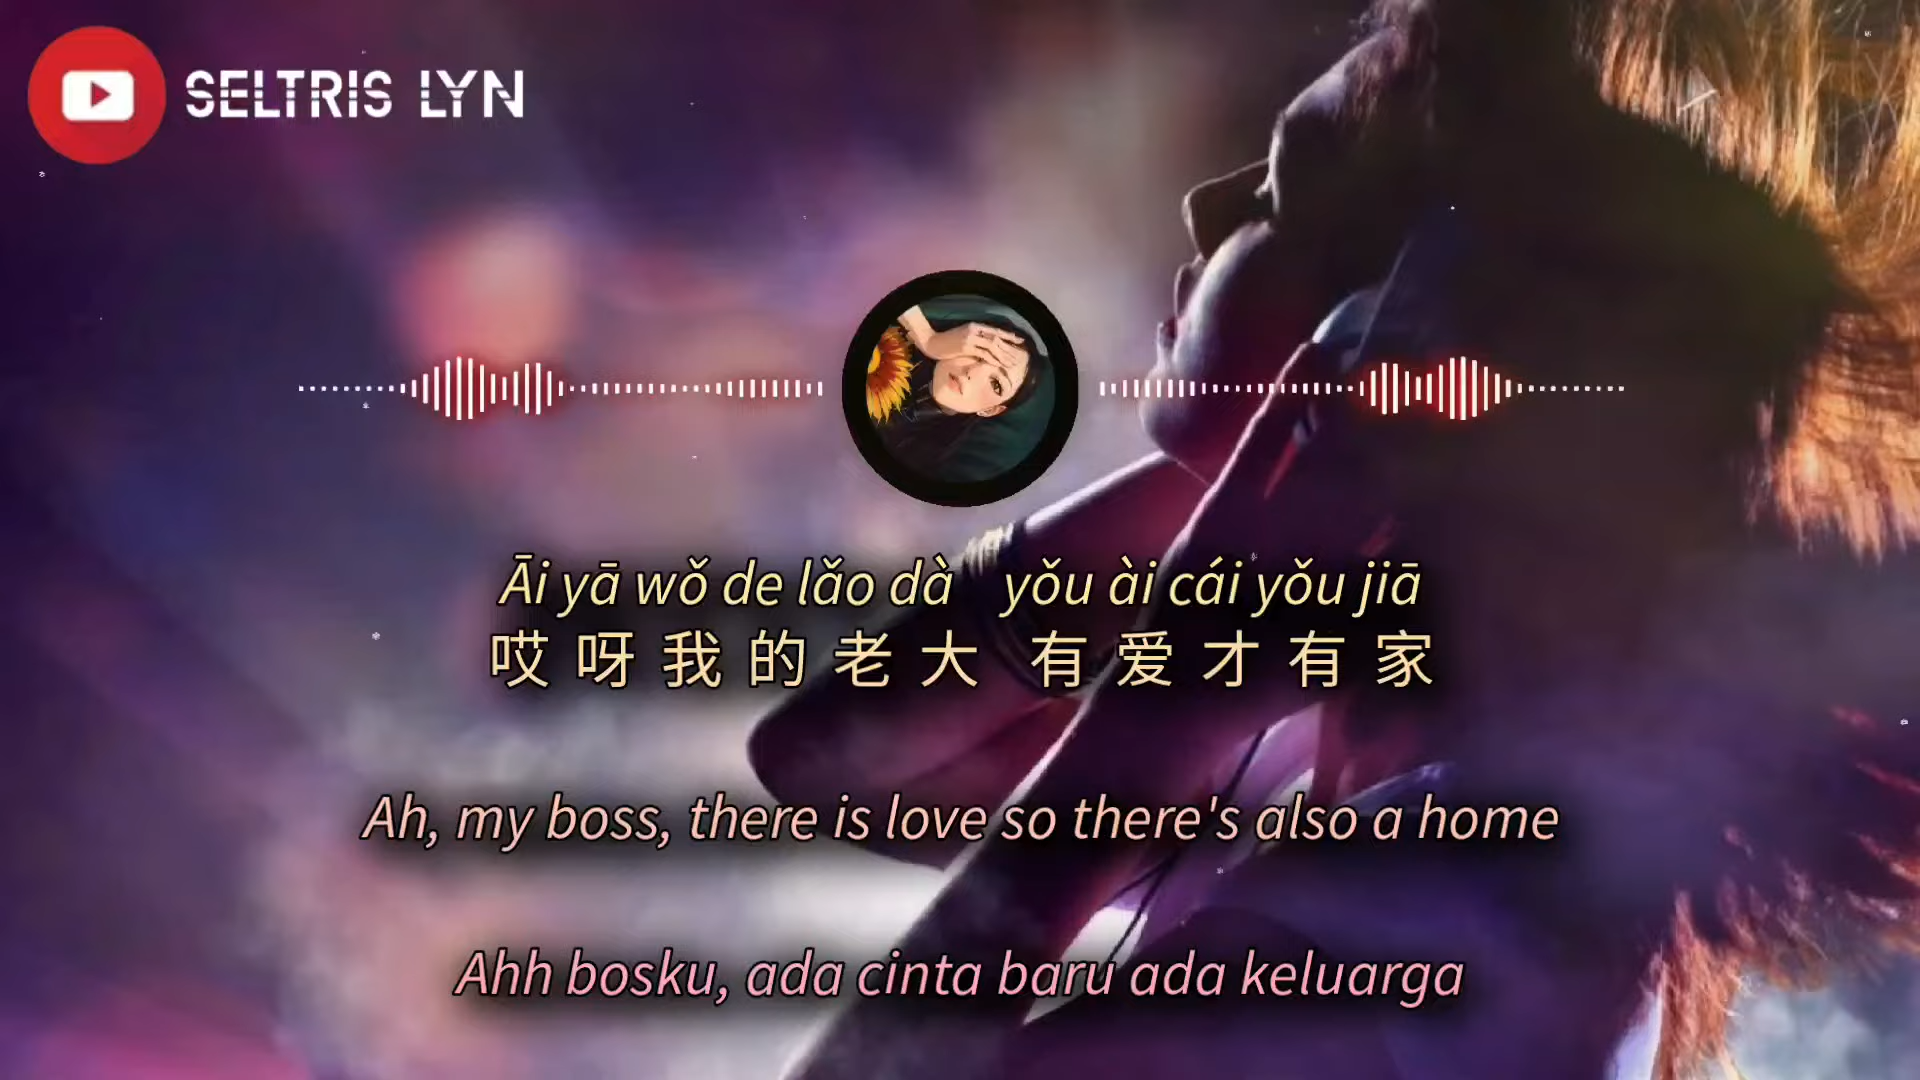 SELTRIS LYN
Āi yā wǒ de lǎo dà yǒu ài cái yǒu jiā
哎呀我的老大 有爱才有家
Ah, my boss, there is love so there's also a home
Ahh bosku, ada cinta baru ada keluarga